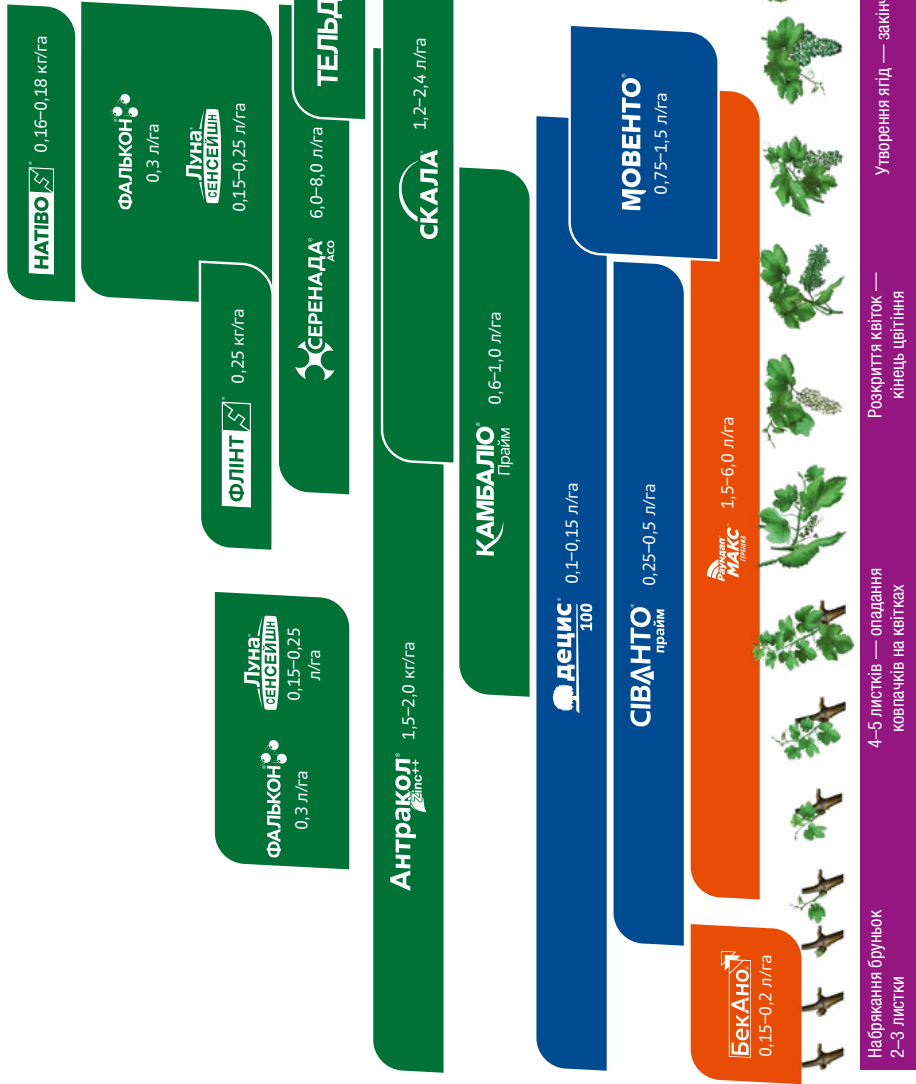 НАТІВО® 0,16–0,18 кг/га
ФАЛЬКОН®
0,3 л/га
Луна®
СЕНСЕЙШН
0,15–0,25 л/га
ФЛІНТ® 0,25 кг/га
СЕРЕНАДА® 6,0–8,0 л/га
АСО
ТЕЛЬД
ФАЛЬКОН®
0,3 л/га
Луна®
СЕНСЕЙШН
0,15–0,25
л/га
Антракол® 1,5–2,0 кг/га
Zinc++
СКАЛА® 1,2–2,4 л/га
КАМБАЛІО® 0,6–1,0 л/га
Прайм
децис® 0,1–0,15 л/га
100
МОВЕНТО®
0,75–1,5 л/га
СІВАНТО® 0,25–0,5 л/га
прайм
Раундап
МАКС 1,5–6,0 л/га
БекАно®
0,15–0,2 л/га
Набрякання бруньок
2–3 листки
4–5 листків — опадання
ковпачків на квітках
Розкриття квіток —
кінець цвітіння
Утворення ягід — закінч